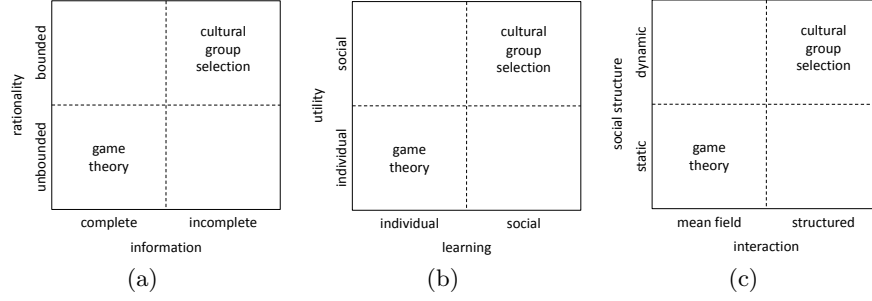 rationality
bounded
unbounded
cultural
group
selection
game
theory
complete
incomplete
information
(a)
utility
social
individual
cultural
group
selection
game
theory
individual
social
learning
(b)
social structure
dynamic
static
cultural
group
selection
game
theory
mean field
structured
interaction
(c)